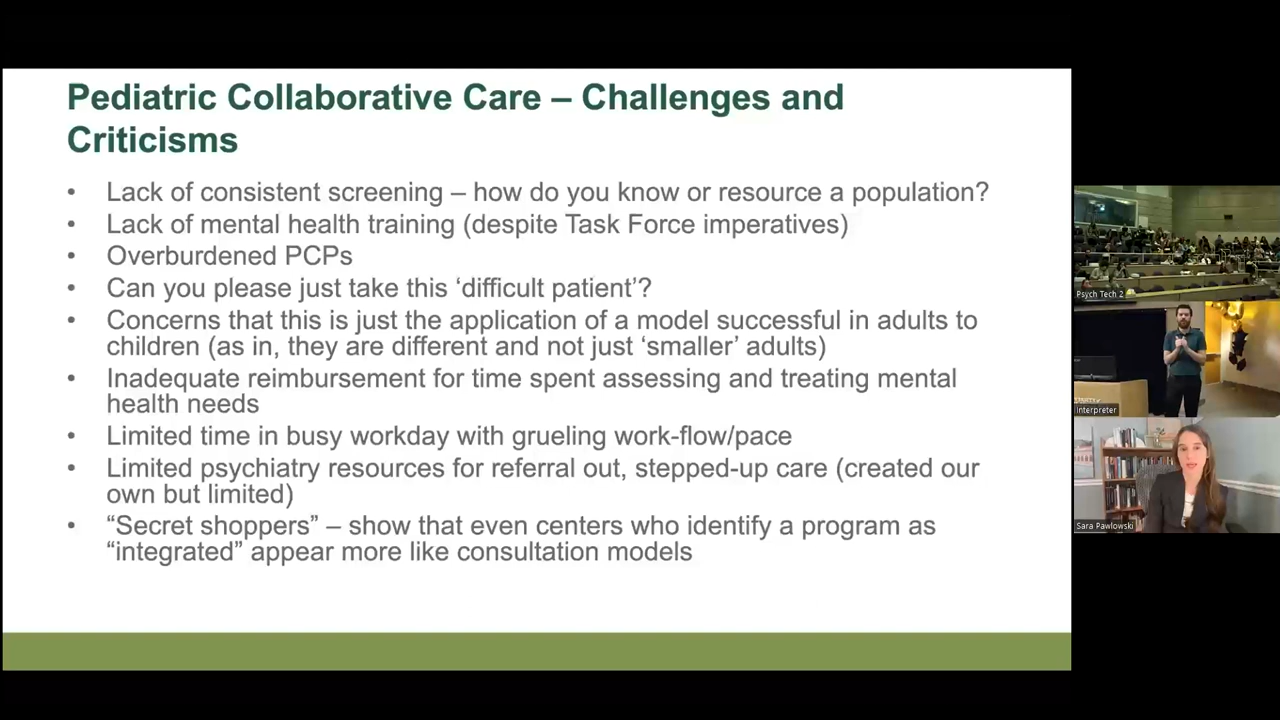 Pediatric Collaborative Care – Challenges and
Criticisms
• Lack of consistent screening – how do you know or resource a population?
• Lack of mental health training (despite Task Force imperatives)
• Overburdened PCPs
• Can you please just take this ‘difficult patient’?
• Concerns that this is just the application of a model successful in adults to
children (as in, they are different and not just ‘smaller’ adults)
• Inadequate reimbursement for time spent assessing and treating mental
health needs
• Limited time in busy workday with grueling work-flow/pace
• Limited psychiatry resources for referral out, stepped-up care (created our
own but limited)
• “Secret shoppers” – show that even centers who identify a program as
“integrated” appear more like consultation models
Psych Tech 2
Interpreter
Sara Pawlowski